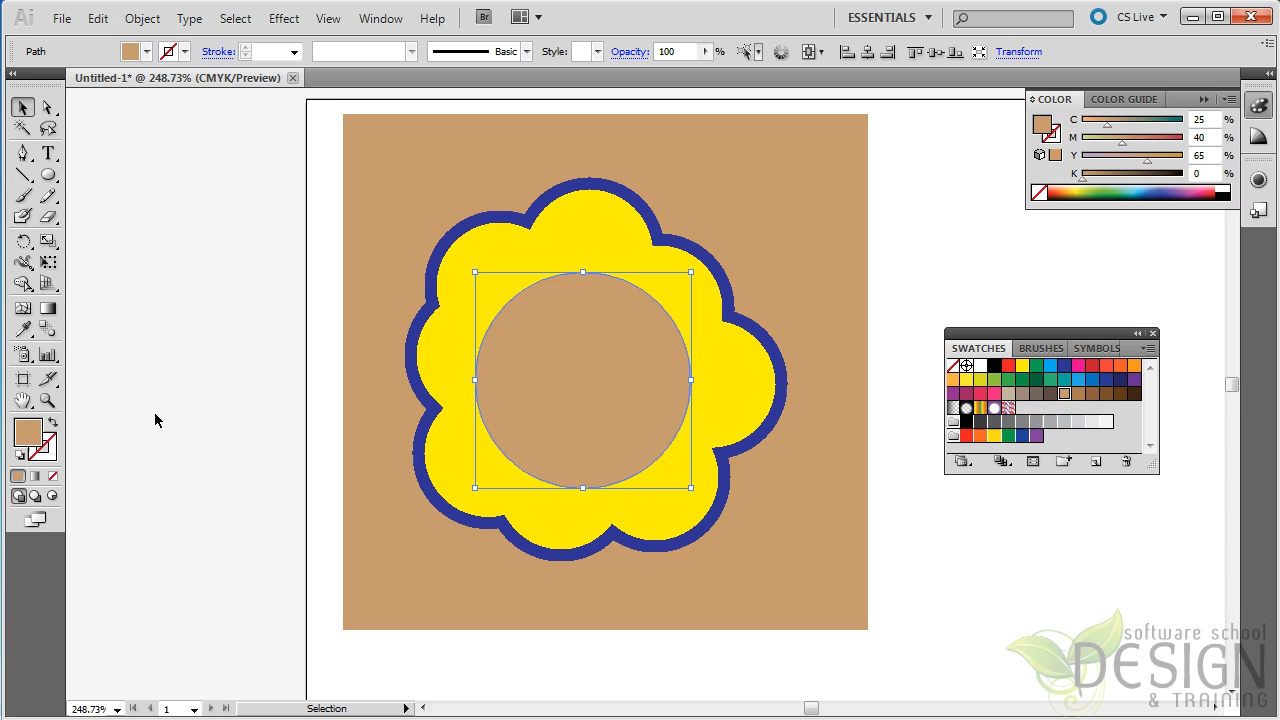 Ai File Edit Object Type Select Effect View Window Help Br ESSENTIALS CS Live
Path Stroke: Basic Style: Opacity: 100 % Transform
Untitled-1* @ 248.73% (CMYK/Preview)
COLOR COLOR GUIDE
C 25 %
M 40 %
Y 65 %
K 0 %
T
SWATCHES BRUSHES SYMBOLS
software school
DESIGN
& TRAINING
248.73% 1 Selection